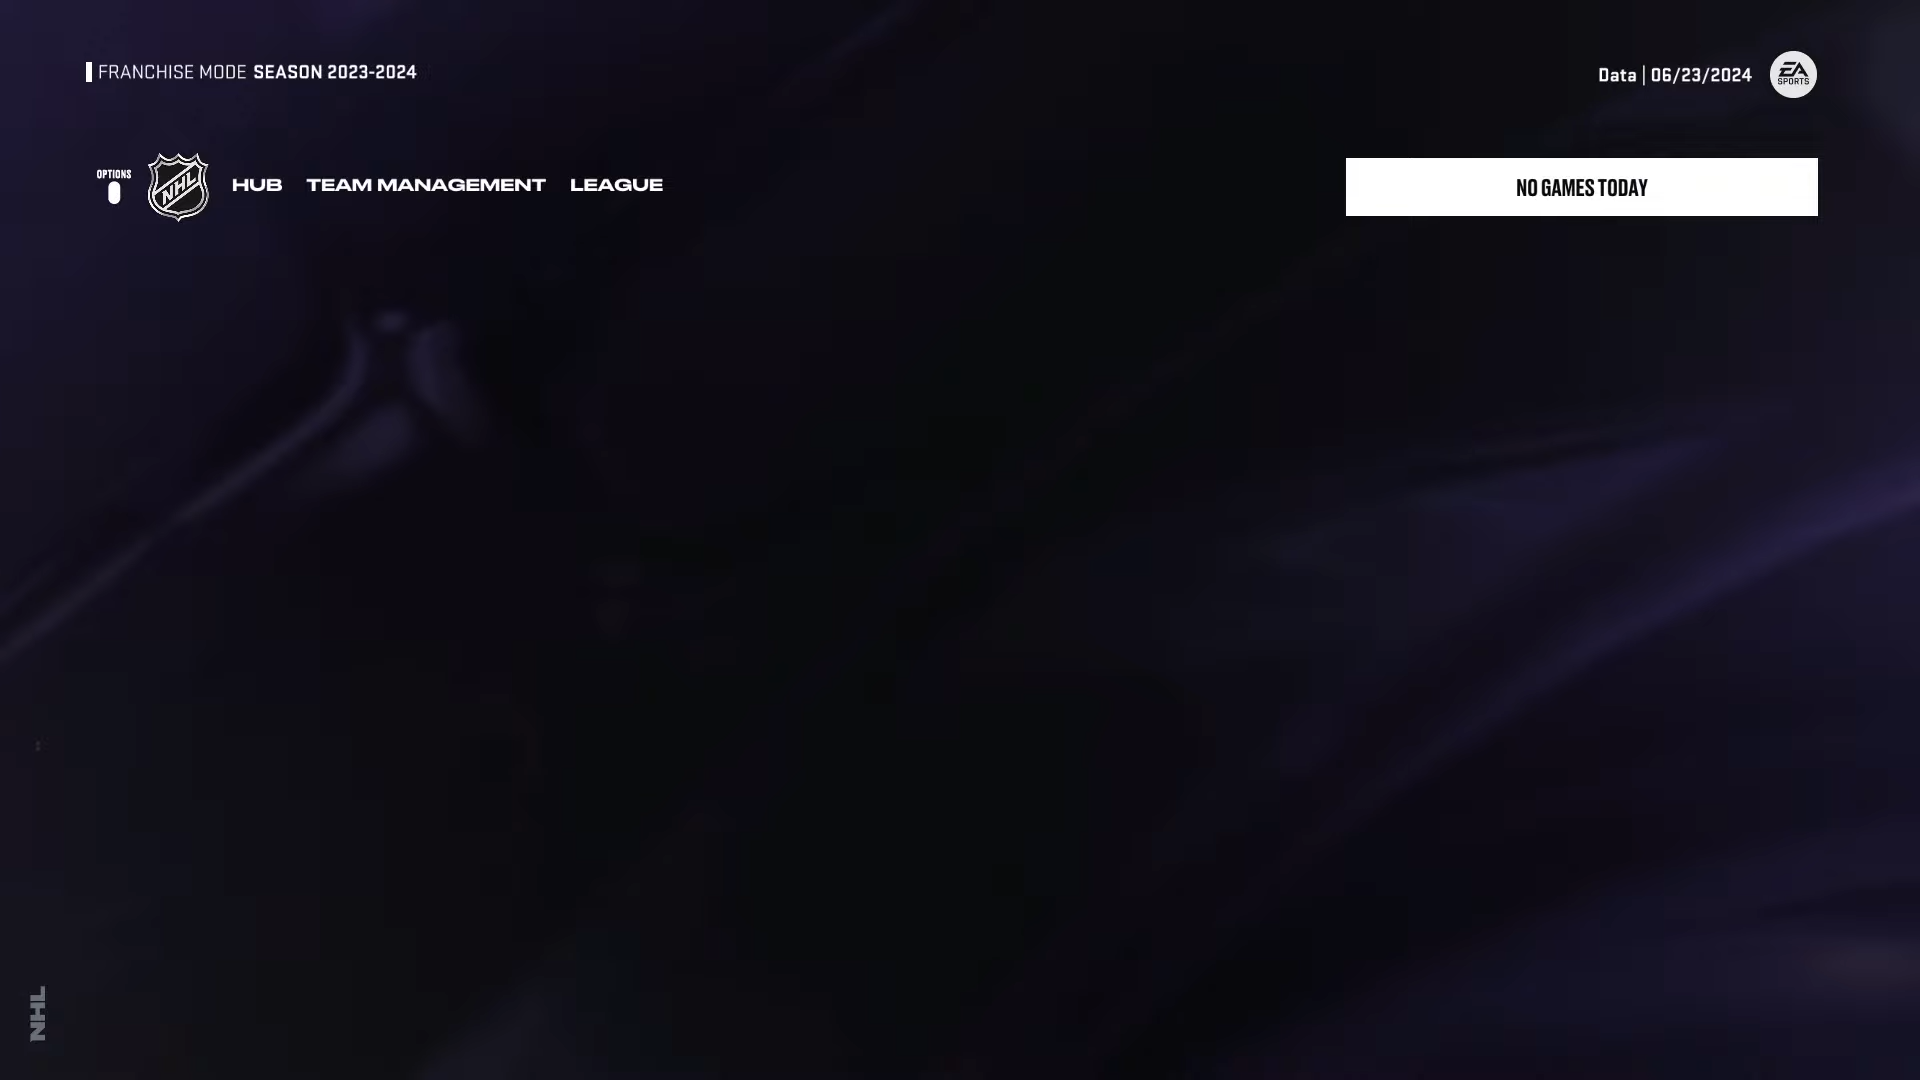 FRANCHISE MODE SEASON 2023-2024
Data | 06/23/2024
EA SPORTS
OPTIONS
NHL
HUB TEAM MANAGEMENT LEAGUE
NO GAMES TODAY
NHL